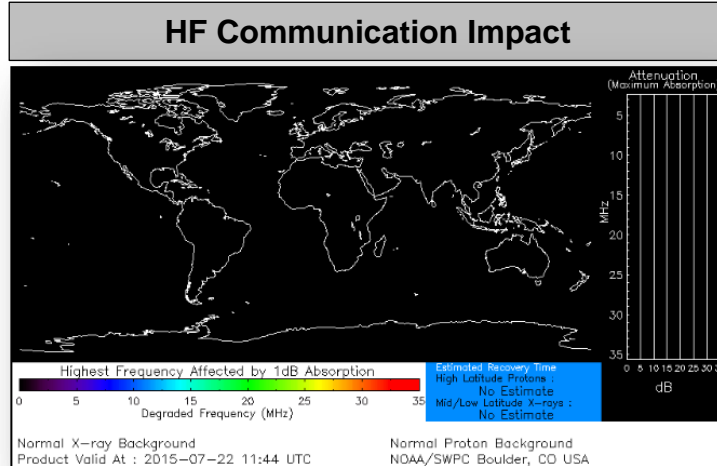 HF Communication Impact
Attenuation
(Maximum Absorption
5
10
15
20
25
30
35
MHz
0 5 10 15 20 25 30
dB
Highest Frequency Affected by 1dB Absorption
0 5 10 15 20 25 30 35
Degraded Frequency (MHz)
Estimated Recovery Time
High Latitude Protons :
No Estimate
Mid/Low Latitude X-rays :
No Estimate
Normal X-ray Background
Normal Proton Background
Product Valid At : 2015-07-22 11:44 UTC
NOAA/SWPC Boulder, CO USA